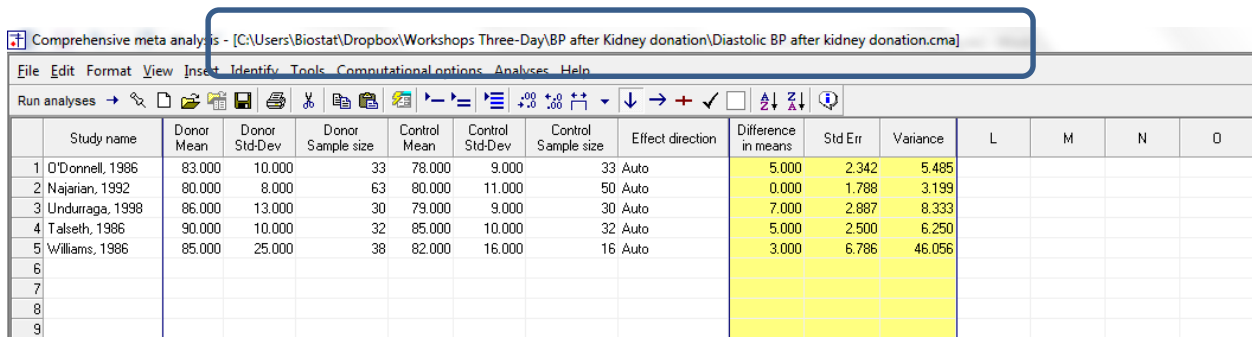 Comprehensive meta analysis - [C:\Users\Biostat\Dropbox\Workshops Three-Day\BP after Kidney donation\Diastolic BP after kidney donation.cma]
File Edit Format View Insert Identify Tools Computational options Analyses Help
Run analyses
Study name Donor Mean Donor Std-Dev Donor Sample size Control Mean Control Std-Dev Control Sample size Effect direction Difference in means Std Err Variance L M N O
1 O'Donnell, 1986 83.000 10.000 33 78.000 9.000 33 Auto 5.000 2.342 5.485
2 Najarian, 1992 80.000 8.000 63 80.000 11.000 50 Auto 0.000 1.788 3.199
3 Undurraga, 1998 86.000 13.000 30 79.000 9.000 30 Auto 7.000 2.887 8.333
4 Talseth, 1986 90.000 10.000 32 85.000 10.000 32 Auto 5.000 2.500 6.250
5 Williams, 1986 85.000 25.000 38 82.000 16.000 16 Auto 3.000 6.786 46.056
6
7
8
9